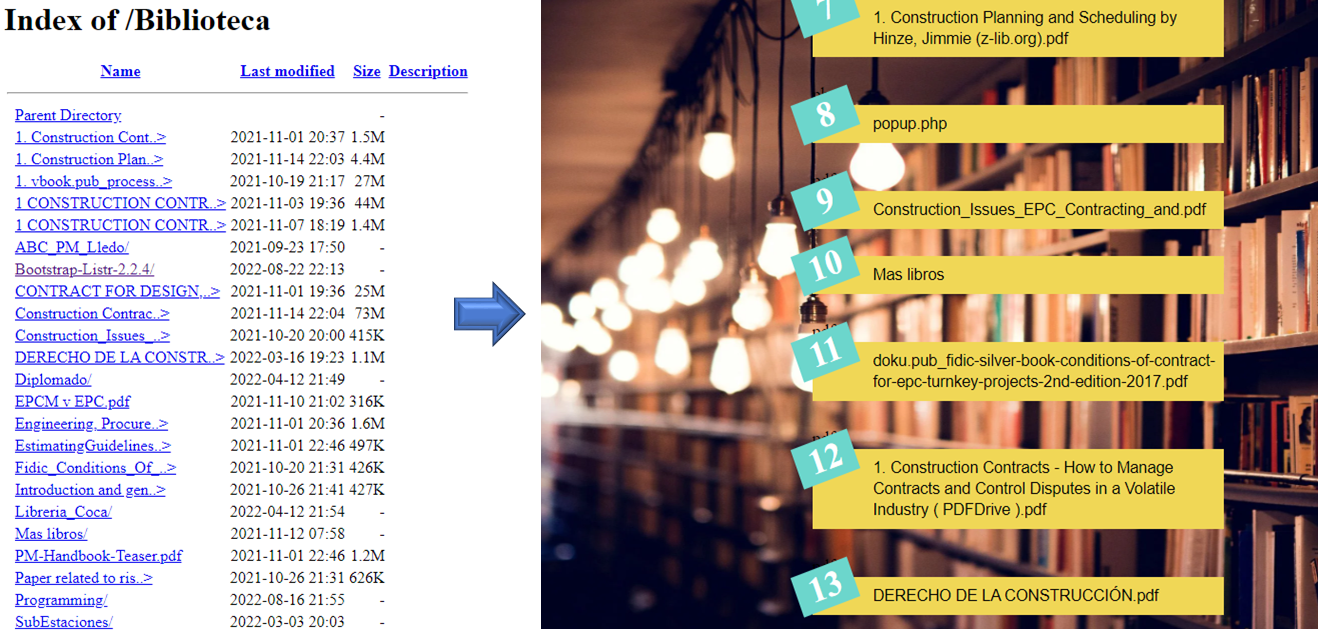 Index of /Biblioteca
Name Last modified Size Description
Parent Directory -
1. Construction Cont..> 2021-11-01 20:37 1.5M
1. Construction Plan..> 2021-11-14 22:03 4.4M
1. vbook.pub_process..> 2021-10-19 21:17 27M
1 CONSTRUCTION CONTR..> 2021-11-03 19:36 44M
1 CONSTRUCTION CONTR..> 2021-11-07 18:19 1.4M
ABC_PM_Lledo/ 2021-09-23 17:50 -
Bootstrap-Listr-2.2.4/ 2022-08-22 22:13 -
CONTRACT FOR DESIGN,..> 2021-11-01 19:36 25M
Construction Contrac..> 2021-11-14 22:04 73M
Construction_Issues_..> 2021-10-20 20:00 415K
DERECHO DE LA CONSTR..> 2022-03-16 19:23 1.1M
Diplomado/ 2022-04-12 21:49 -
EPCM v EPC.pdf 2021-11-10 21:02 316K
Engineering, Procure..> 2021-11-01 20:36 1.6M
EstimatingGuidelines..> 2021-11-01 22:46 497K
Fidic_Conditions_Of_..> 2021-10-20 21:31 426K
Introduction and gen..> 2021-10-26 21:41 427K
Libreria_Coca/ 2022-04-12 21:54 -
Mas libros/ 2021-11-12 07:58 -
PM-Handbook-Teaser.pdf 2021-11-01 22:46 1.2M
Paper related to ris..> 2021-10-26 21:31 626K
Programming/ 2022-08-16 21:55 -
SubEstaciones/ 2022-03-03 20:03 -
7
1. Construction Planning and Scheduling by
Hinze, Jimmie (z-lib.org).pdf
8
popup.php
9
Construction_Issues_EPC_Contracting_and.pdf
10
Mas libros
11
doku.pub_fidic-silver-book-conditions-of-contract-
for-epc-turnkey-projects-2nd-edition-2017.pdf
12
1. Construction Contracts - How to Manage
Contracts and Control Disputes in a Volatile
Industry ( PDFDrive ).pdf
13
DERECHO DE LA CONSTRUCCIÓN.pdf